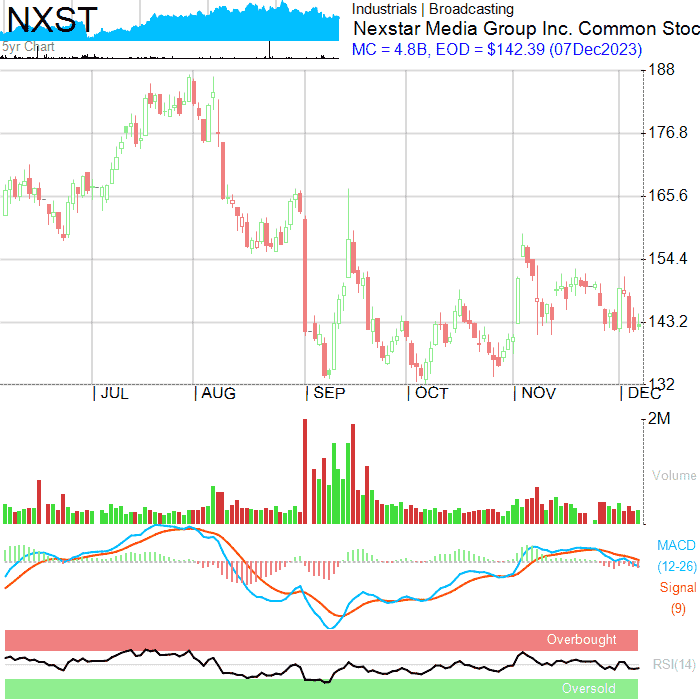 NXST
5yr Chart
Industrials | Broadcasting
Nexstar Media Group Inc. Common Stoc
MC = 4.8B, EOD = $142.39 (07Dec2023)
188
176.8
165.6
154.4
143.2
132
JUL
AUG
SEP
OCT
NOV
DEC
2M
Volume
MACD
(12-26)
Signal
(9)
Overbought
RSI(14)
Oversold